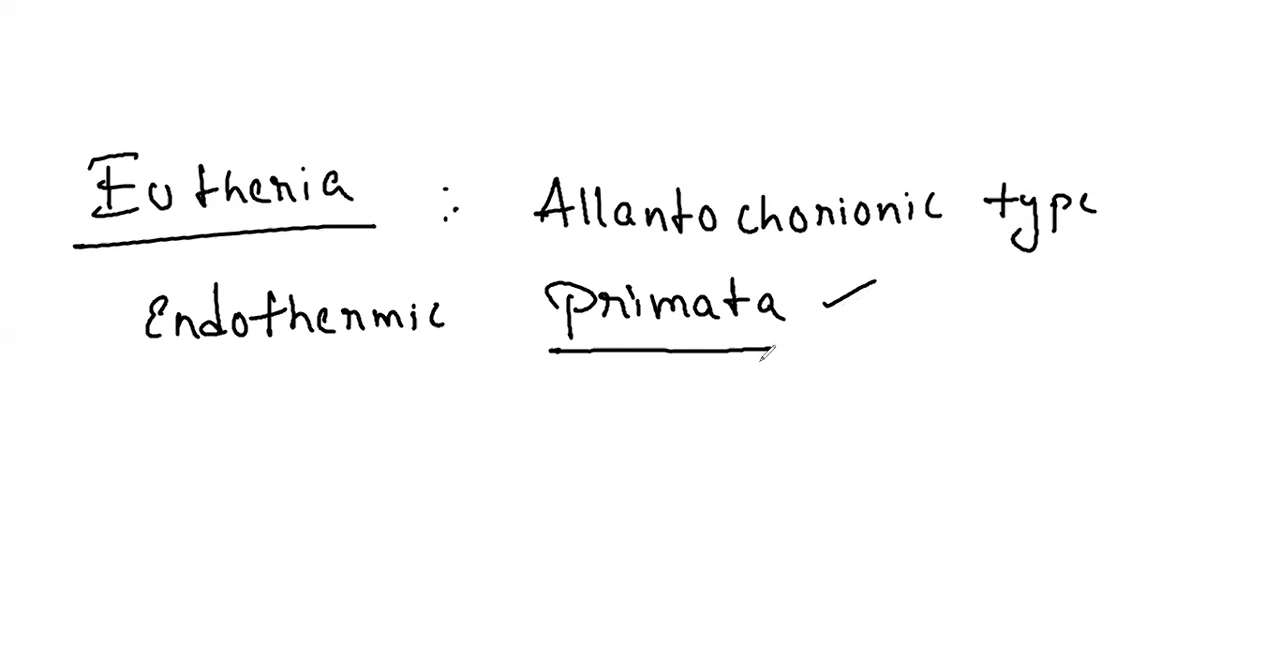 Eutheria : Allantochorionic type
Endothermic Primata ✓